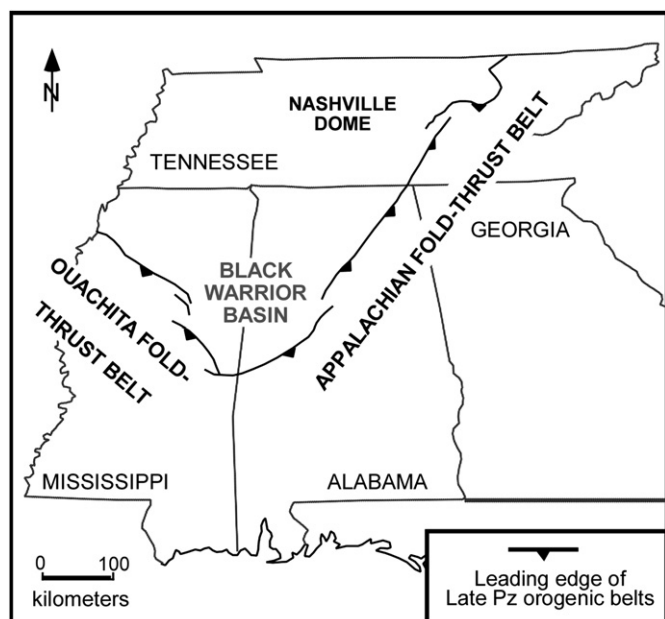 N
NASHVILLE
DOME
TENNESSEE
APPALACHIAN FOLD-THRUST BELT
GEORGIA
BLACK
WARRIOR
BASIN
OUACHITA FOLD-
THRUST BELT
MISSISSIPPI
ALABAMA
0 100
kilometers
Leading edge of
Late Pz orogenic belts